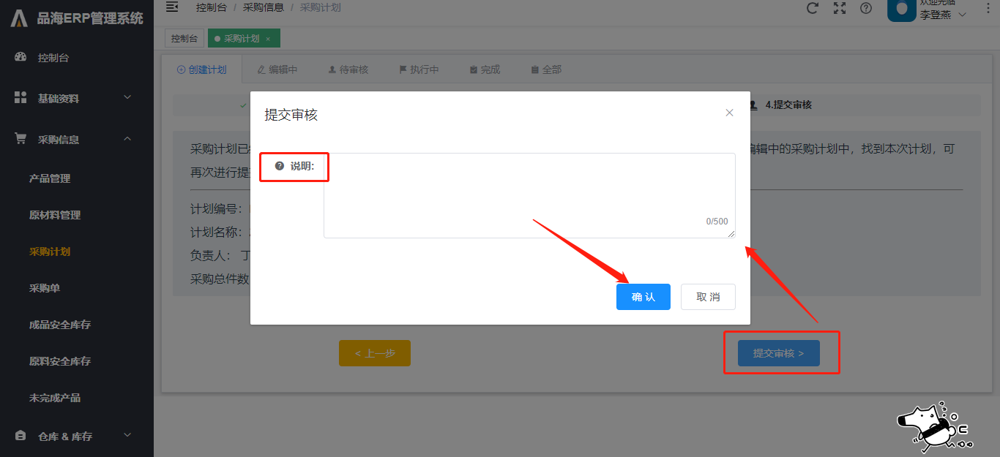 品海ERP管理系统
控制台 / 采购信息 / 采购计划
欢迎光临
李登燕
控制台
采购计划 ×
控制台
基础资料
采购信息
产品管理
原材料管理
采购计划
采购单
成品安全库存
原料安全库存
未完成产品
仓库 & 库存
创建计划 编辑中 待审核 执行中 完成 全部
4.提交审核
采购计划已
编辑中的采购计划中，找到本次计划，可
再次进行提
计划编号：
计划名称：
负责人： 丁
采购总件数
提交审核
说明:
0/500
确 认
取 消
< 上一步
提交审核 >